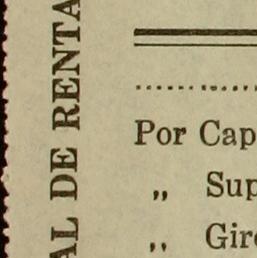 AL DE RENTA
Por Cap
„ Sup
„ Gir